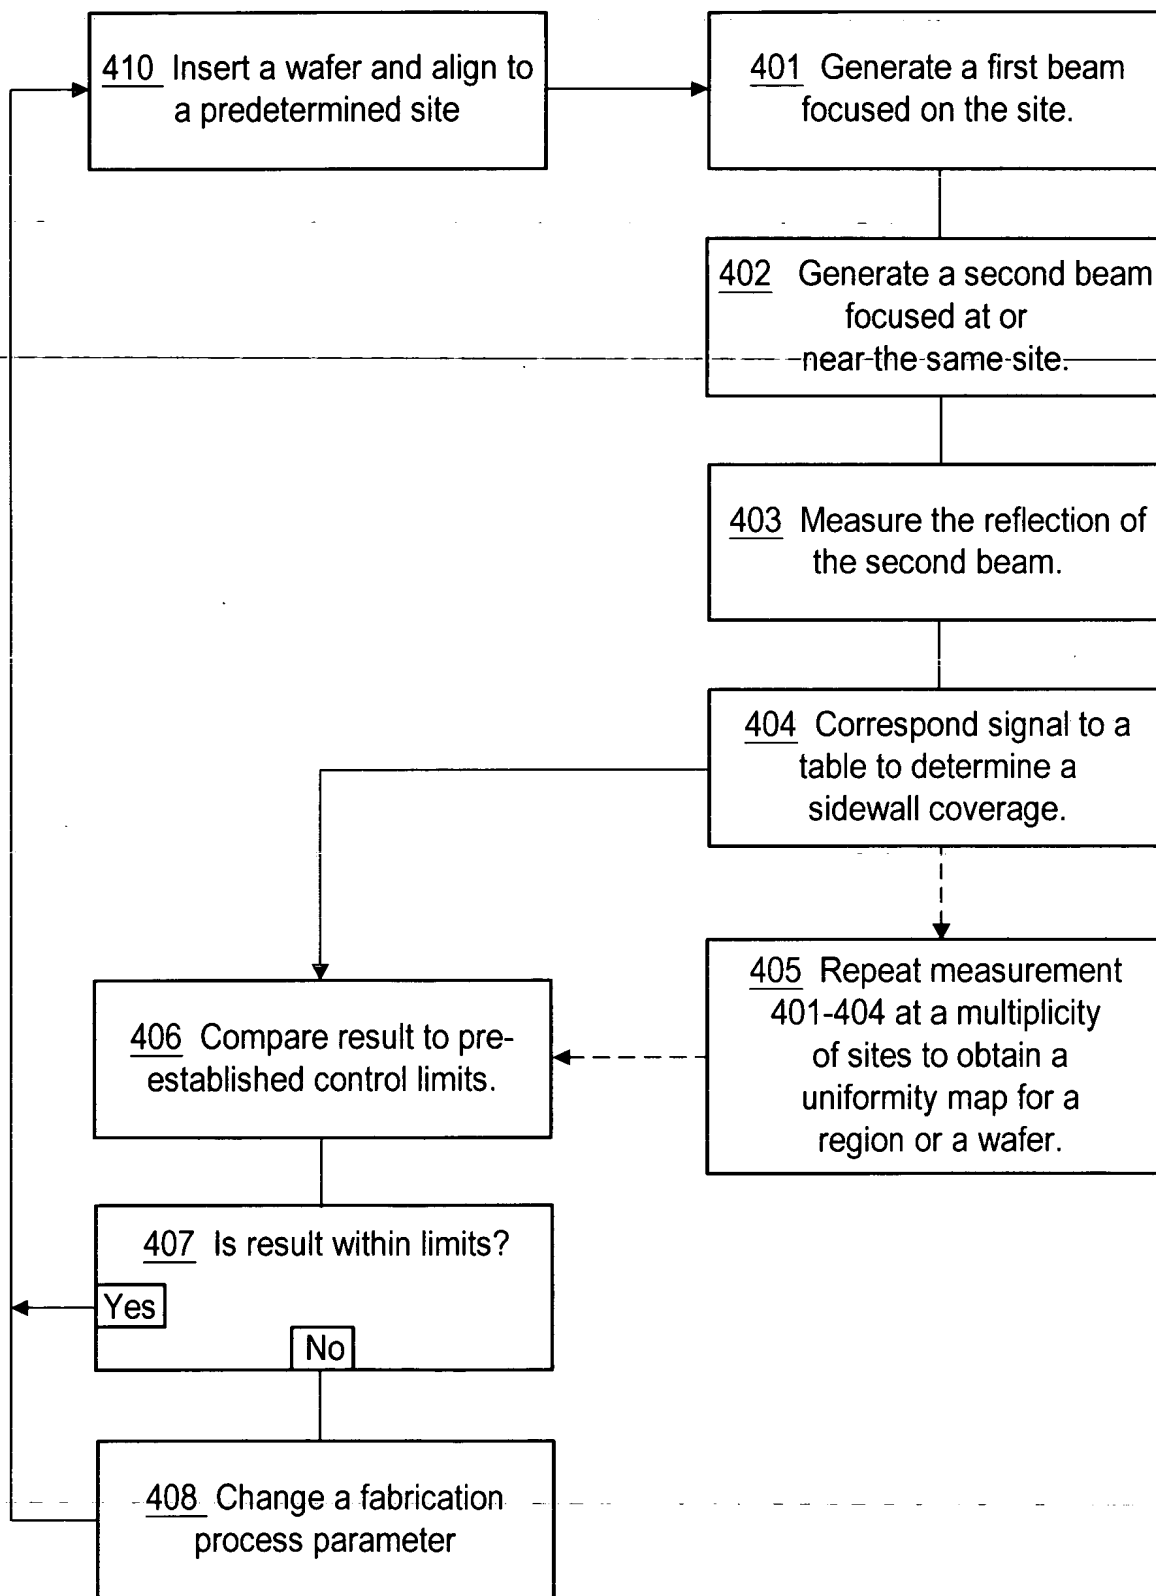 410 Insert a wafer and align to
a predetermined site
401 Generate a first beam
focused on the site.
402 Generate a second beam
focused at or
near the same site.
403 Measure the reflection of
the second beam.
404 Correspond signal to a
table to determine a
sidewall coverage.
405 Repeat measurement
401-404 at a multiplicity
of sites to obtain a
uniformity map for a
region or a wafer.
406 Compare result to pre-
established control limits.
407 Is result within limits?
Yes
No
408 Change a fabrication
process parameter